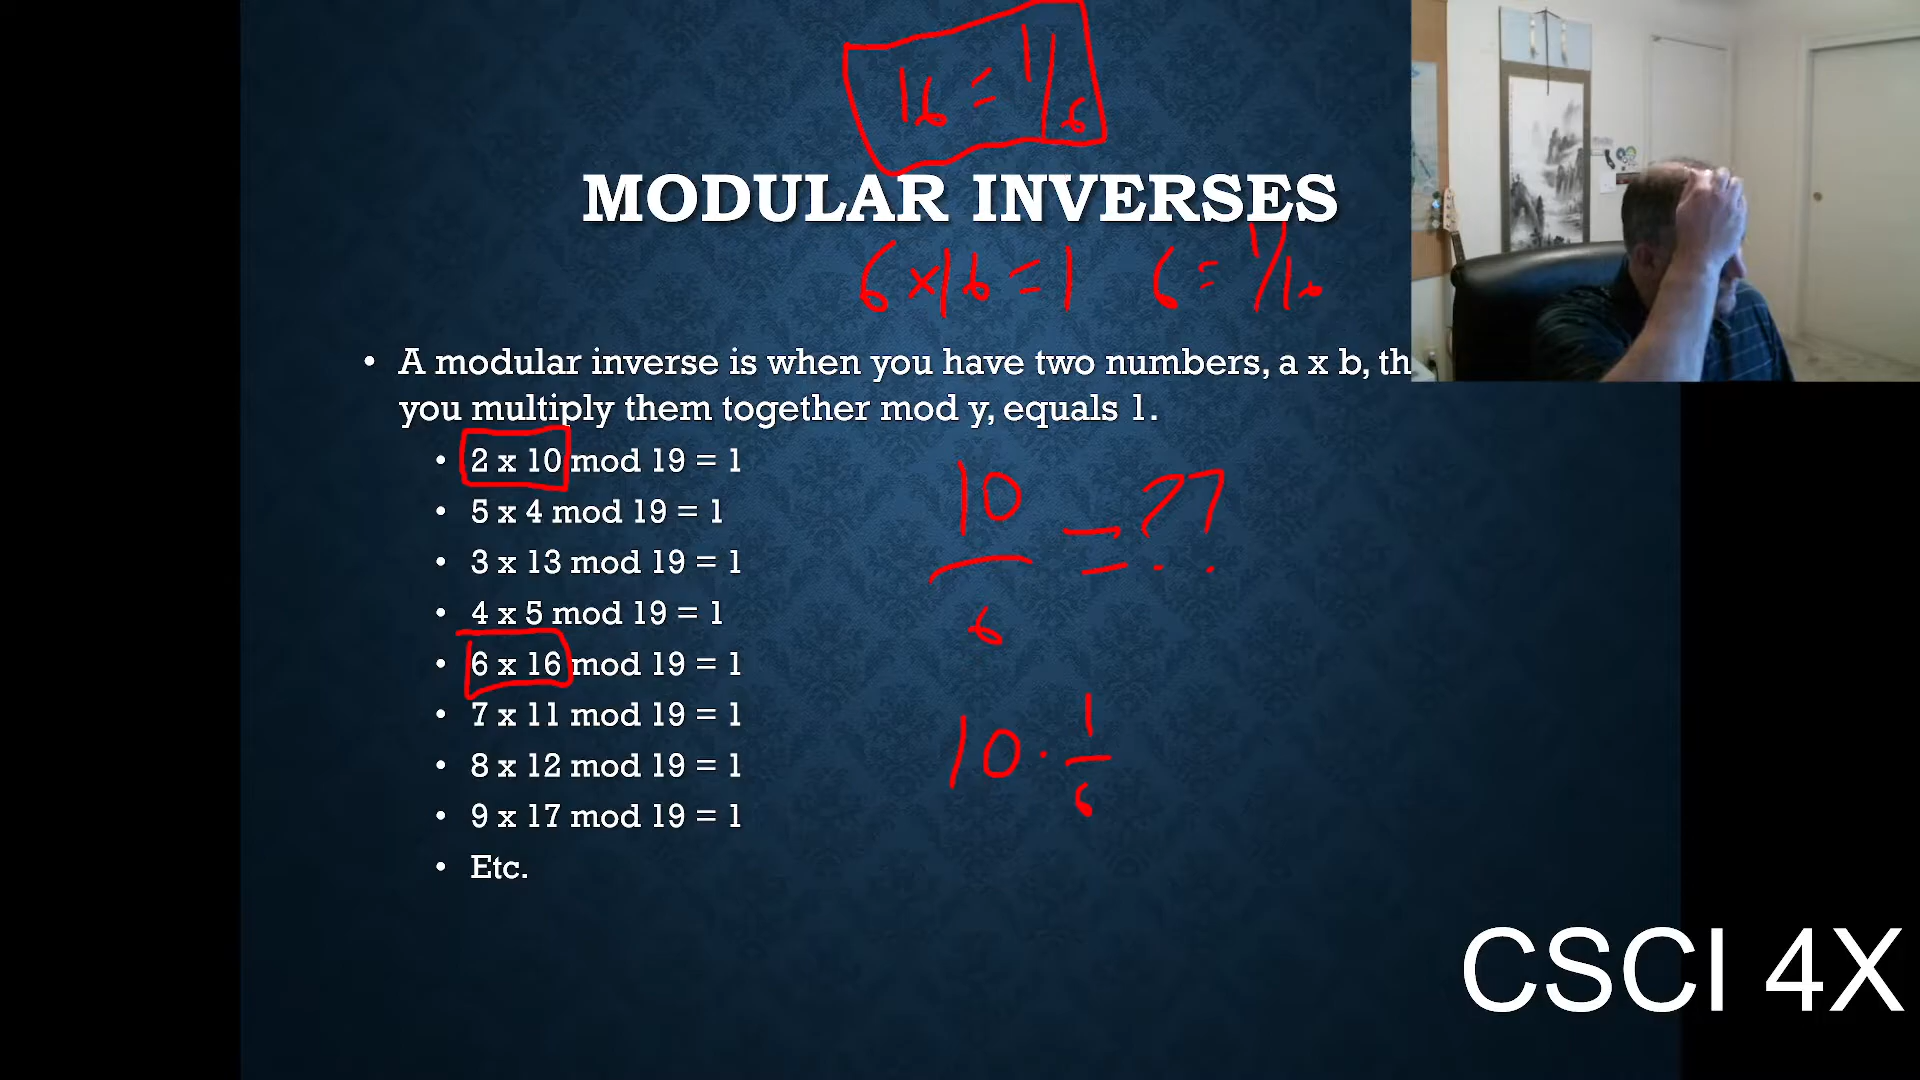 16 = 1/6
MODULAR INVERSES
6 x 16 = 1 6 = 1/16
• A modular inverse is when you have two numbers, a x b, th
you multiply them together mod y, equals 1.
• 2 x 10 mod 19 = 1
• 5 x 4 mod 19 = 1
• 3 x 13 mod 19 = 1
• 4 x 5 mod 19 = 1
• 6 x 16 mod 19 = 1
• 7 x 11 mod 19 = 1
• 8 x 12 mod 19 = 1
• 9 x 17 mod 19 = 1
• Etc.
10/6 = ??
10 · 1/6
CSCI 4X